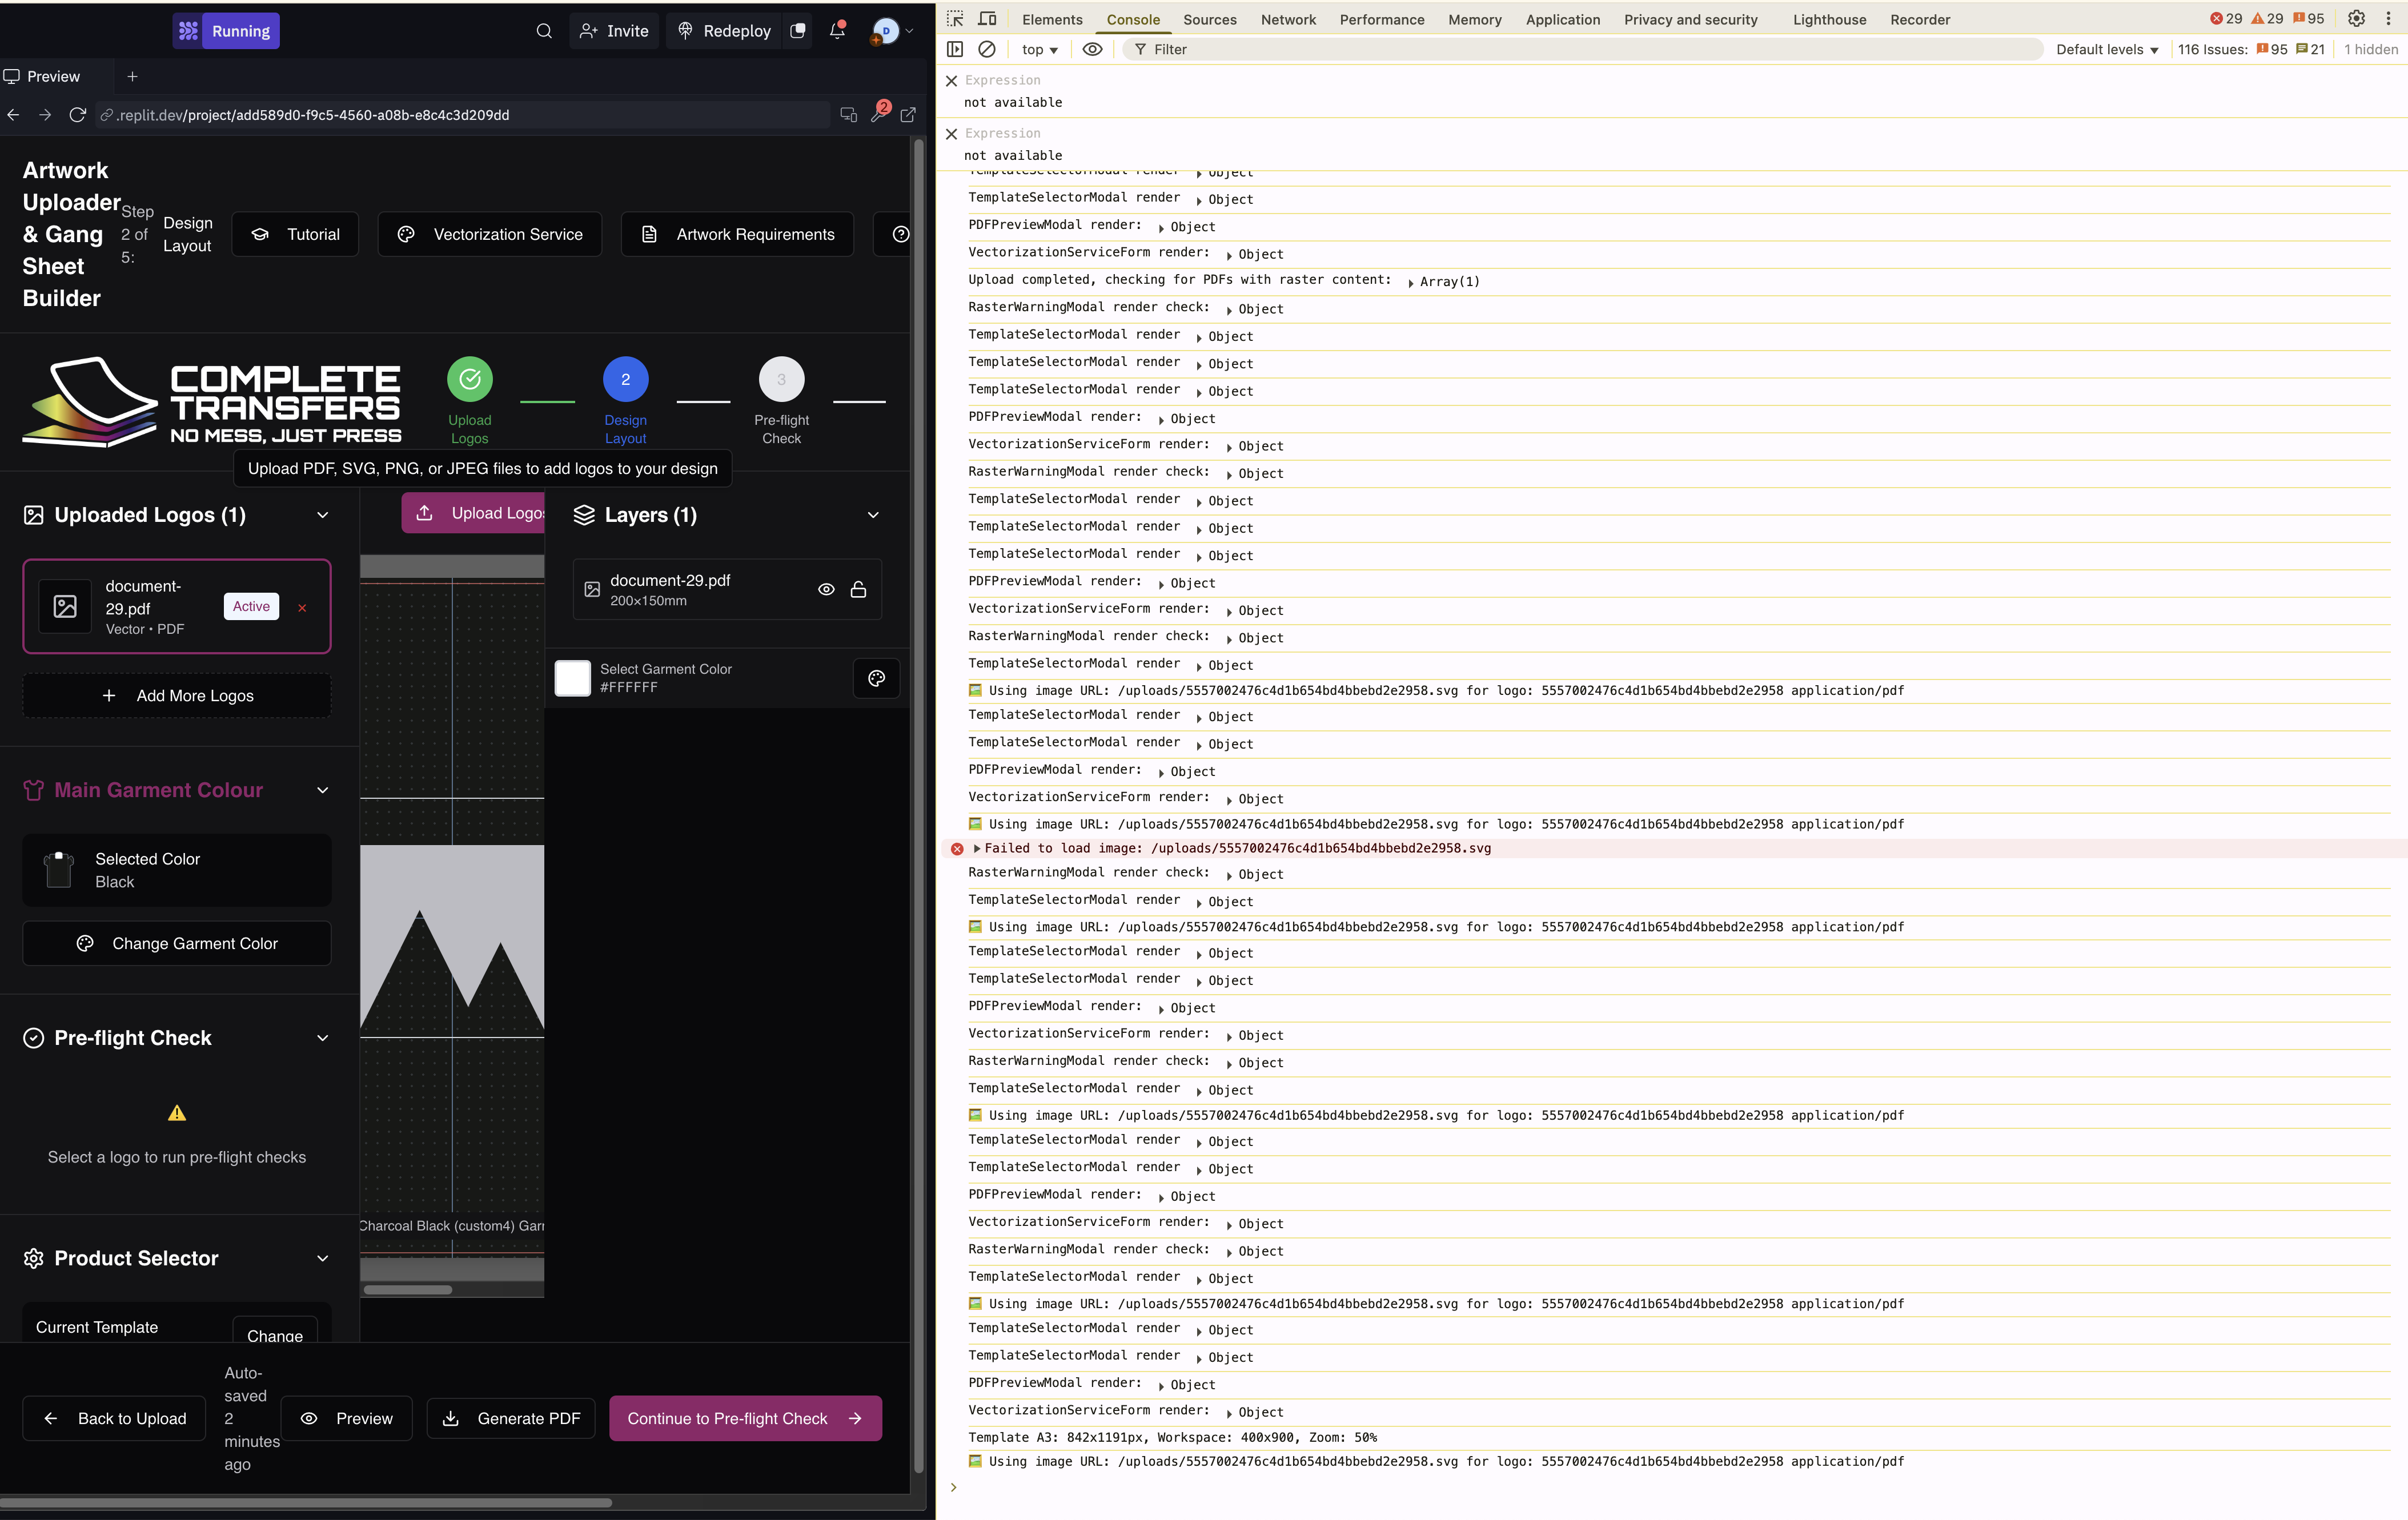 Running
Invite
Redeploy
D
Preview
.replit.dev/project/add589d0-f9c5-4560-a08b-e8c4c3d209dd
2
Artwork
Uploader
& Gang
Sheet
Builder
Step
2 of
5:
Design
Layout
Tutorial
Vectorization Service
Artwork Requirements
COMPLETE
TRANSFERS
NO MESS, JUST PRESS
Upload
Logos
2
Design
Layout
3
Pre-flight
Check
Upload PDF, SVG, PNG, or JPEG files to add logos to your design
Uploaded Logos (1)
document-
29.pdf
Vector • PDF
Active
Add More Logos
Main Garment Colour
Selected Color
Black
Change Garment Color
Pre-flight Check
Select a logo to run pre-flight checks
Product Selector
Current Template
Change
Upload Logos
Charcoal Black (custom4) Gar
Layers (1)
document-29.pdf
200×150mm
Select Garment Color
#FFFFFF
Back to Upload
Auto-
saved
2
minutes
ago
Preview
Generate PDF
Continue to Pre-flight Check
Elements Console Sources Network Performance Memory Application Privacy and security Lighthouse Recorder
29 29 95
top
Filter
Default levels
116 Issues: 95 21
1 hidden
Expression
not available
Expression
not available
TemplateSelectorModal render Object
TemplateSelectorModal render Object
PDFPreviewModal render: Object
VectorizationServiceForm render: Object
Upload completed, checking for PDFs with raster content: Array(1)
RasterWarningModal render check: Object
TemplateSelectorModal render Object
TemplateSelectorModal render Object
TemplateSelectorModal render Object
PDFPreviewModal render: Object
VectorizationServiceForm render: Object
RasterWarningModal render check: Object
TemplateSelectorModal render Object
TemplateSelectorModal render Object
TemplateSelectorModal render Object
PDFPreviewModal render: Object
VectorizationServiceForm render: Object
RasterWarningModal render check: Object
TemplateSelectorModal render Object
Using image URL: /uploads/5557002476c4d1b654bd4bbebd2e2958.svg for logo: 5557002476c4d1b654bd4bbebd2e2958 application/pdf
TemplateSelectorModal render Object
TemplateSelectorModal render Object
PDFPreviewModal render: Object
VectorizationServiceForm render: Object
Using image URL: /uploads/5557002476c4d1b654bd4bbebd2e2958.svg for logo: 5557002476c4d1b654bd4bbebd2e2958 application/pdf
Failed to load image: /uploads/5557002476c4d1b654bd4bbebd2e2958.svg
RasterWarningModal render check: Object
TemplateSelectorModal render Object
Using image URL: /uploads/5557002476c4d1b654bd4bbebd2e2958.svg for logo: 5557002476c4d1b654bd4bbebd2e2958 application/pdf
TemplateSelectorModal render Object
TemplateSelectorModal render Object
PDFPreviewModal render: Object
VectorizationServiceForm render: Object
RasterWarningModal render check: Object
TemplateSelectorModal render Object
Using image URL: /uploads/5557002476c4d1b654bd4bbebd2e2958.svg for logo: 5557002476c4d1b654bd4bbebd2e2958 application/pdf
TemplateSelectorModal render Object
TemplateSelectorModal render Object
PDFPreviewModal render: Object
VectorizationServiceForm render: Object
RasterWarningModal render check: Object
TemplateSelectorModal render Object
Using image URL: /uploads/5557002476c4d1b654bd4bbebd2e2958.svg for logo: 5557002476c4d1b654bd4bbebd2e2958 application/pdf
TemplateSelectorModal render Object
TemplateSelectorModal render Object
PDFPreviewModal render: Object
VectorizationServiceForm render: Object
Template A3: 842x1191px, Workspace: 400x900, Zoom: 50%
Using image URL: /uploads/5557002476c4d1b654bd4bbebd2e2958.svg for logo: 5557002476c4d1b654bd4bbebd2e2958 application/pdf